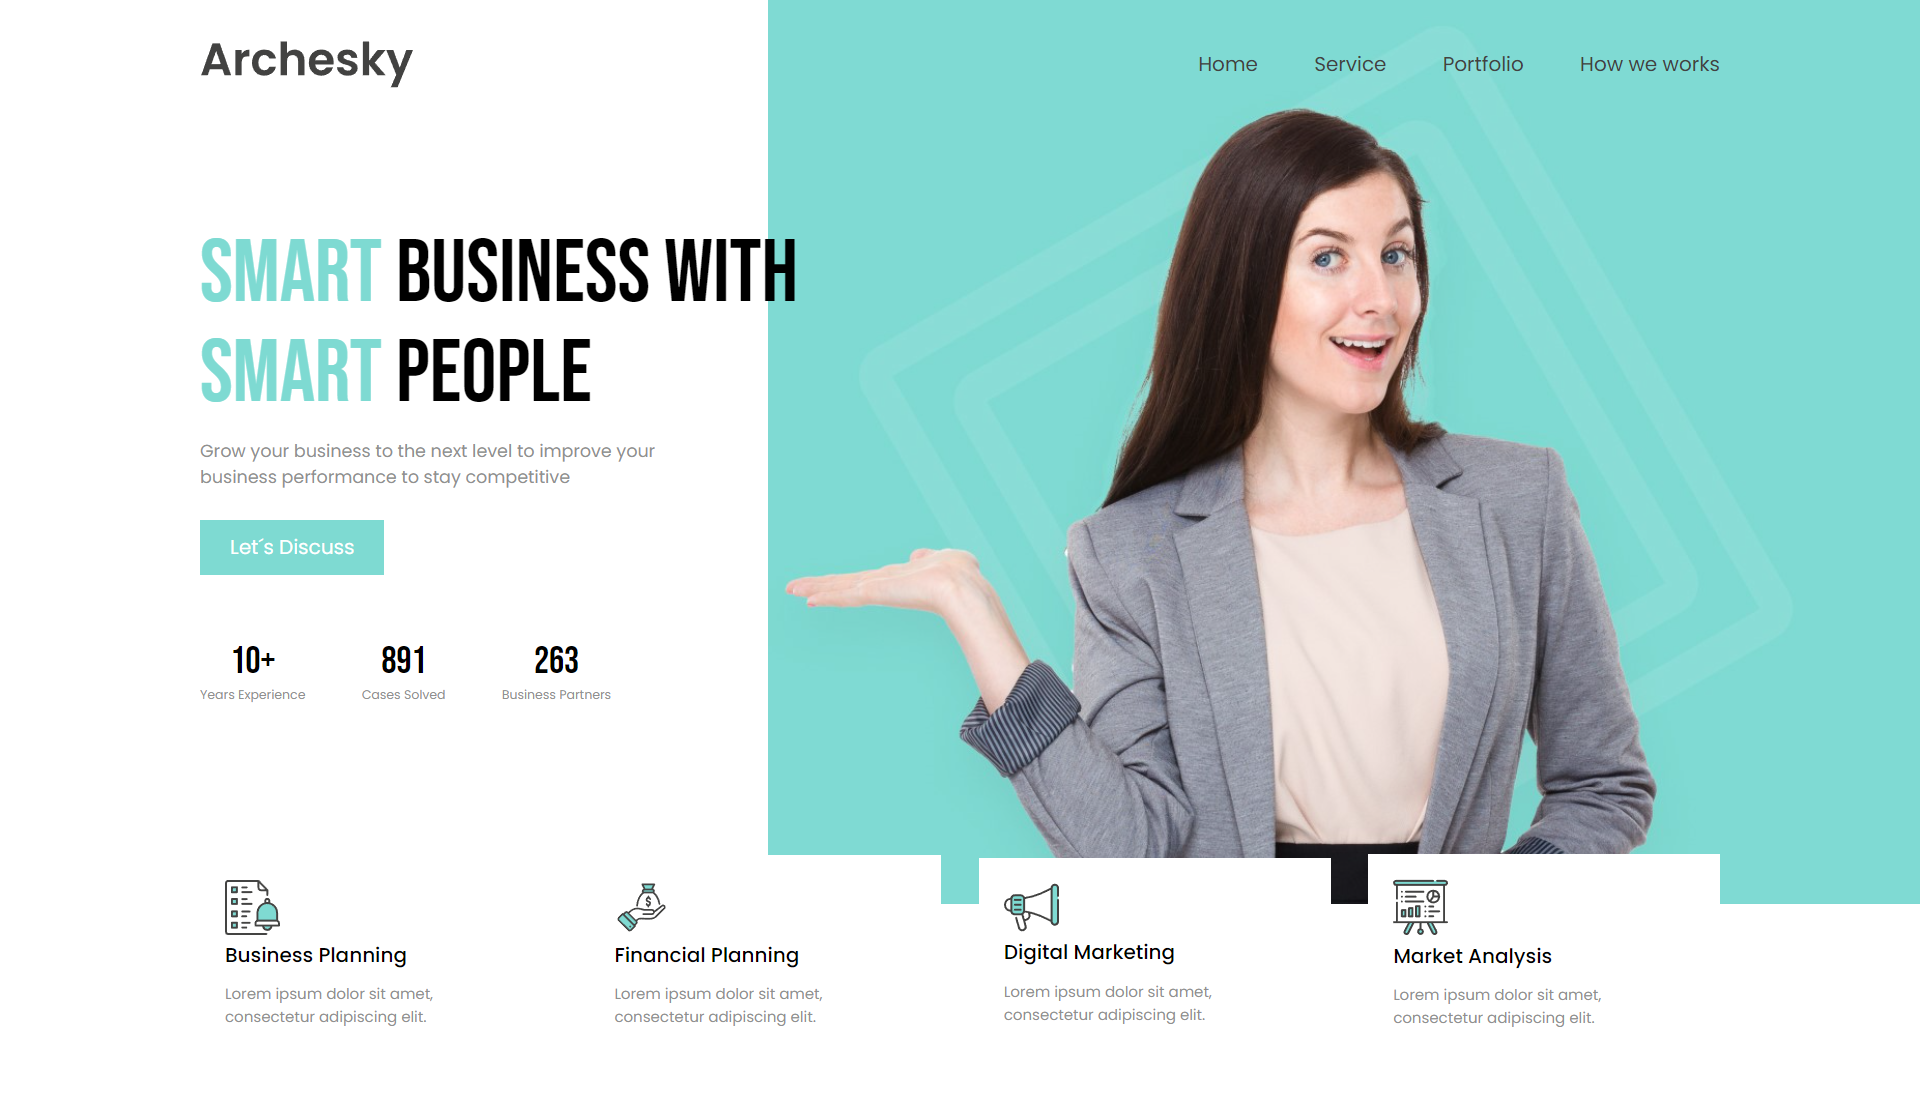 Archesky
Home
Service
Portfolio
How we works
SMART BUSINESS WITH
SMART PEOPLE
Grow your business to the next level to improve your
business performance to stay competitive
Let´s Discuss
10+
Years Experience
891
Cases Solved
263
Business Partners
Business Planning
Lorem ipsum dolor sit amet,
consectetur adipiscing elit.
$
Financial Planning
Lorem ipsum dolor sit amet,
consectetur adipiscing elit.
Digital Marketing
Lorem ipsum dolor sit amet,
consectetur adipiscing elit.
Market Analysis
Lorem ipsum dolor sit amet,
consectetur adipiscing elit.